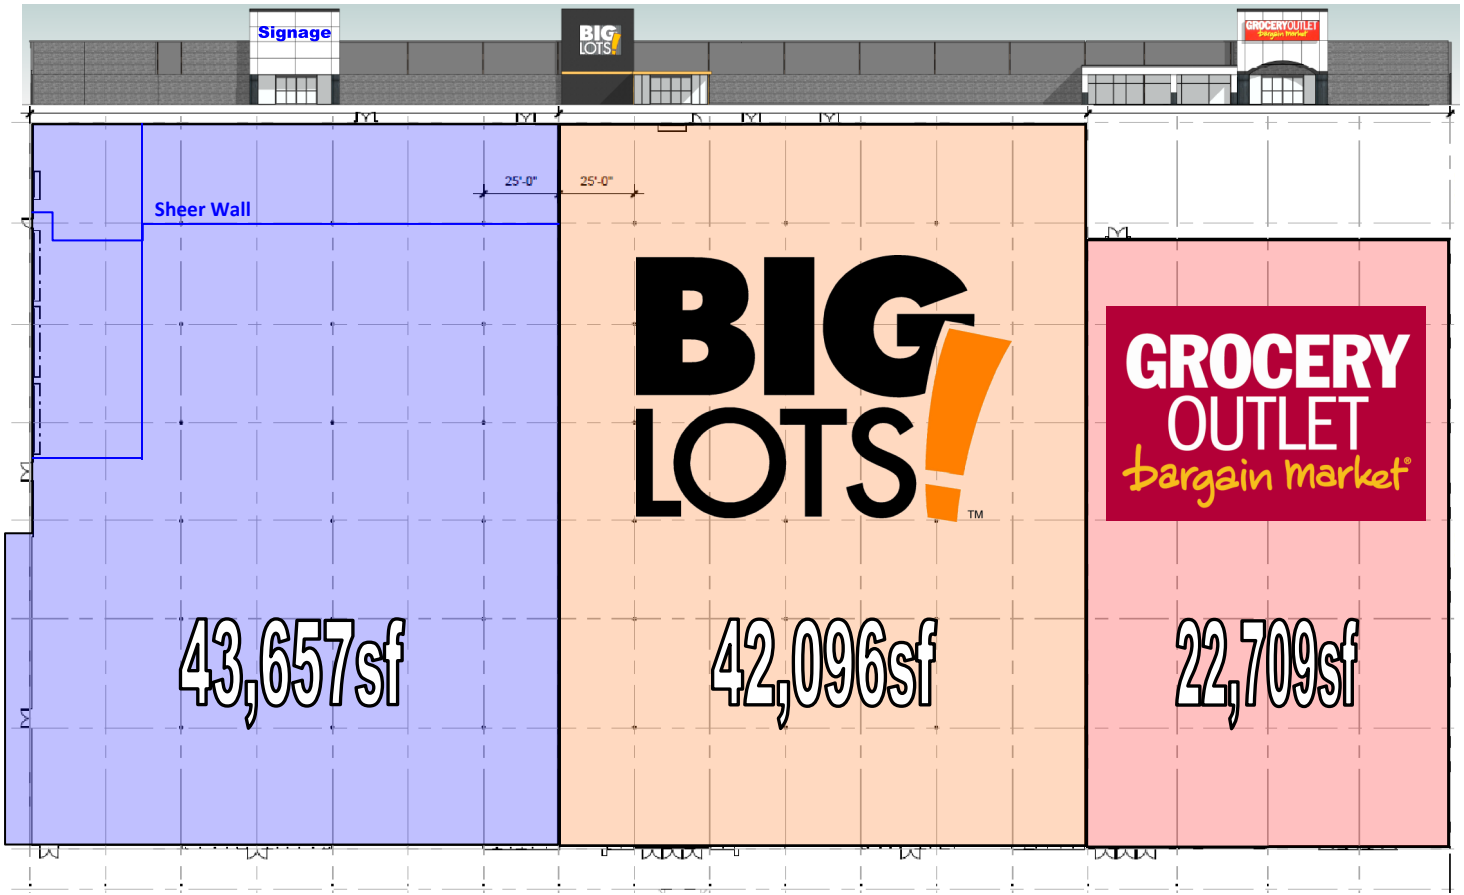 Signage
BIG
LOTS!
GROCERY OUTLET
bargain market
25'-0"
25'-0"
Sheer Wall
BIG
LOTS!
TM
GROCERY
OUTLET
bargain market®
43,657sf
42,096sf
22,709sf